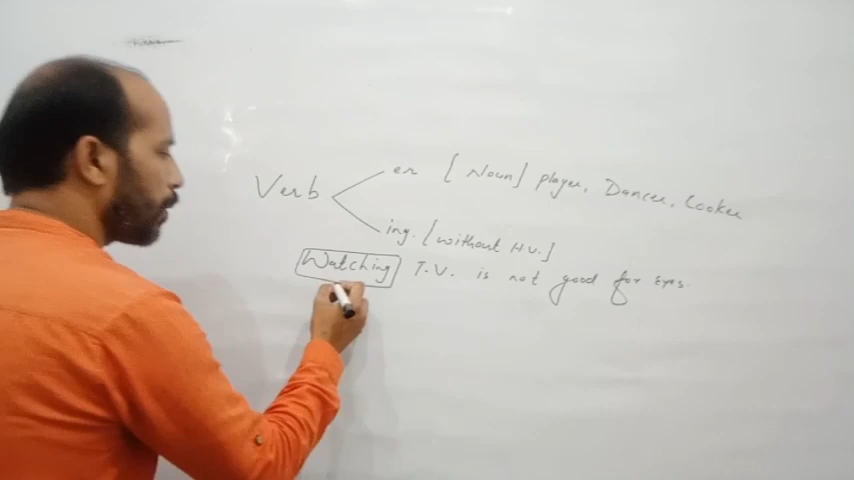 Verb
er [Noun] player, Dancer, Cooker
ing. [without H.V.]
Watching T.V. is not good for Eyes.